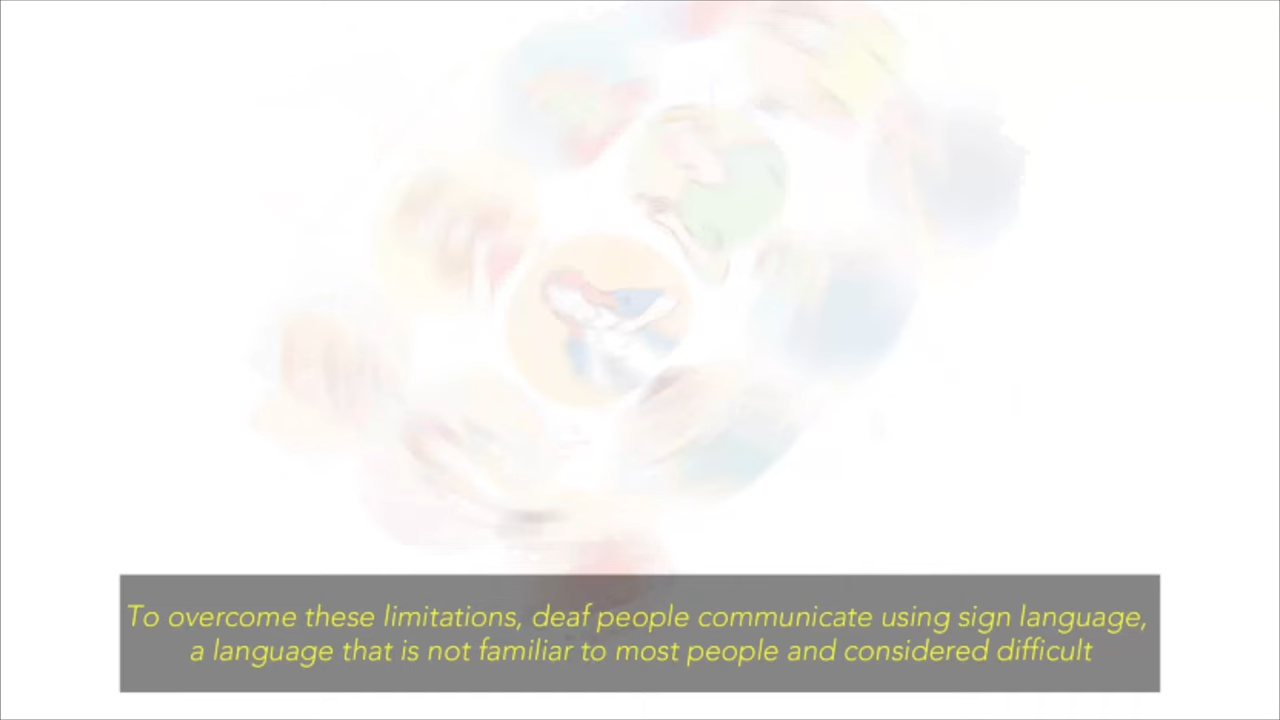 To overcome these limitations, deaf people communicate using sign language,
a language that is not familiar to most people and considered difficult